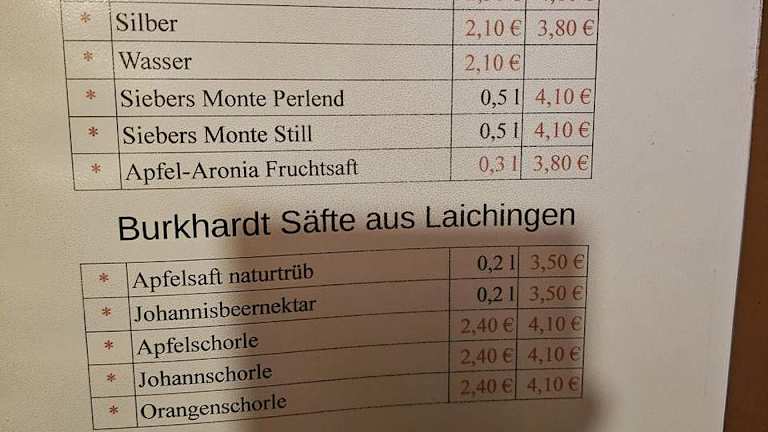 * Silber 2,10 € 3,80 €
* Wasser 2,10 €
* Siebers Monte Perlend 0,5 l 4,10 €
* Siebers Monte Still 0,5 l 4,10 €
* Apfel-Aronia Fruchtsaft 0,3 l 3,80 €
Burkhardt Säfte aus Laichingen
* Apfelsaft naturtrüb 0,2 l 3,50 €
* Johannisbeernektar 0,2 l 3,50 €
* Apfelschorle 2,40 € 4,10 €
* Johannschorle 2,40 € 4,10 €
* Orangenschorle 2,40 € 4,10 €